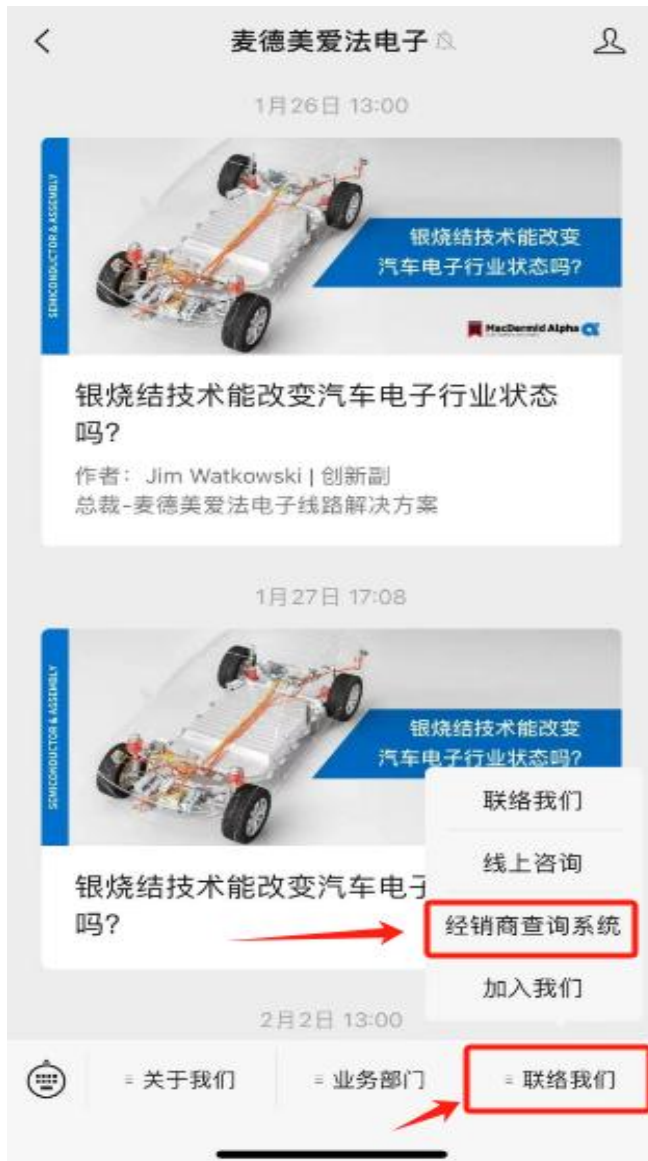 麦德美爱法电子
1月26日 13:00
SEMICONDUCTOR & ASSEMBLY
银烧结技术能改变
汽车电子行业状态吗?
MacDermid Alpha
银烧结技术能改变汽车电子行业状态
吗?
作者: Jim Watkowski | 创新副
总裁-麦德美爱法电子线路解决方案
1月27日 17:08
SEMICONDUCTOR & ASSEMBLY
银烧结技术能改变
汽车电子行业状态吗?
联络我们
线上咨询
银烧结技术能改变汽车电子
吗?
经销商查询系统
加入我们
2月2日 13:00
关于我们
业务部门
联络我们